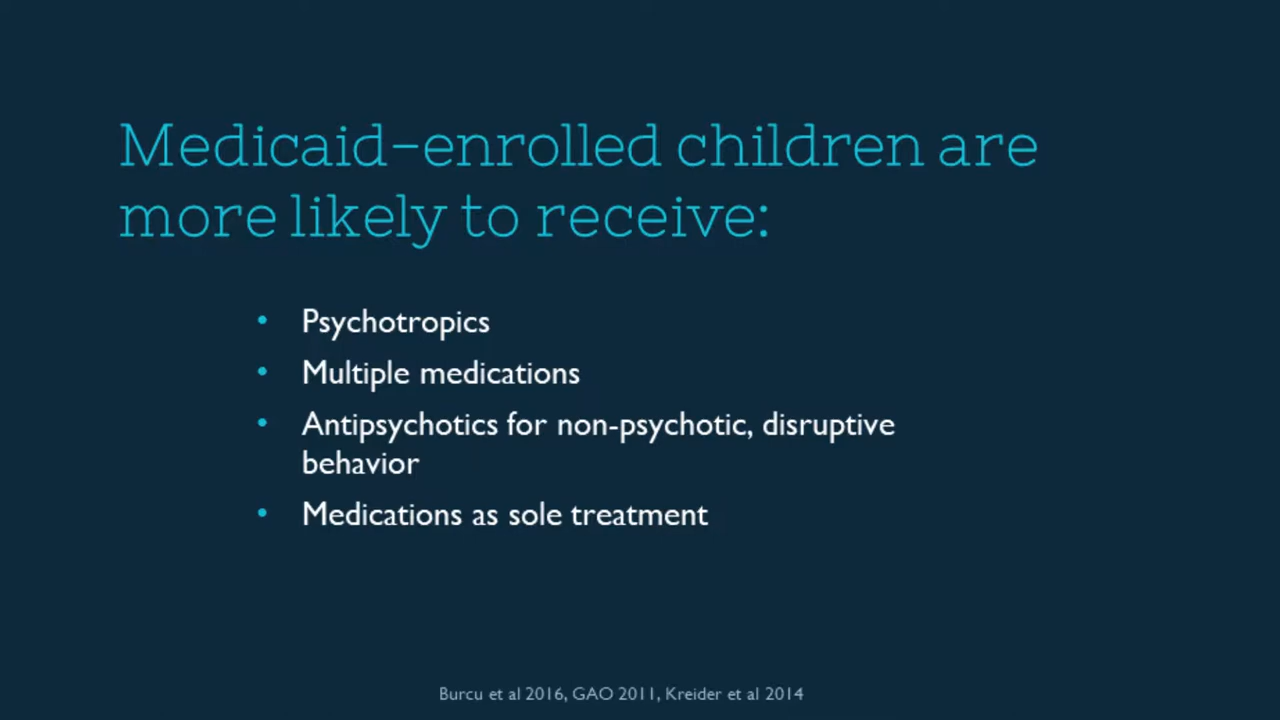 Medicaid-enrolled children are
more likely to receive:
• Psychotropics
• Multiple medications
• Antipsychotics for non-psychotic, disruptive
behavior
• Medications as sole treatment
Burcu et al 2016, GAO 2011, Kreider et al 2014